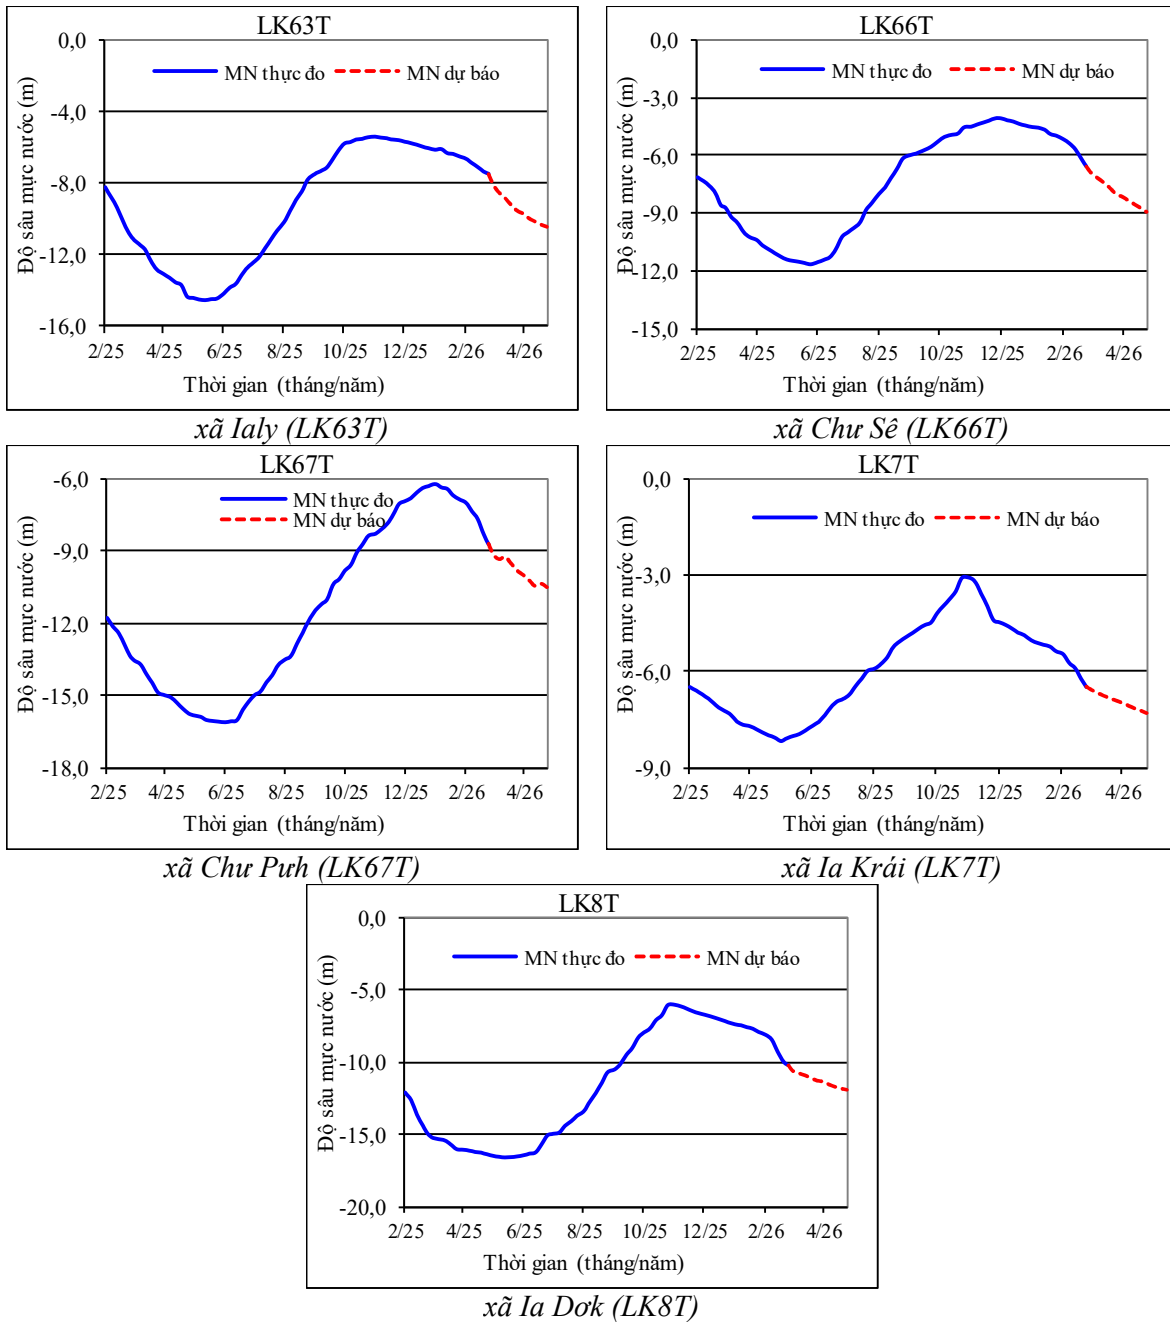 LK63T
0,0
MN thực đo
MN dự báo
-4,0
-8,0
-12,0
-16,0
Độ sâu mực nước (m)
2/25 4/25 6/25 8/25 10/25 12/25 2/26 4/26
Thời gian (tháng/năm)
xã Ialy (LK63T)
LK66T
0,0
MN thực đo
MN dự báo
-3,0
-6,0
-9,0
-12,0
-15,0
Độ sâu mực nước (m)
2/25 4/25 6/25 8/25 10/25 12/25 2/26 4/26
Thời gian (tháng/năm)
xã Chư Sê (LK66T)
LK67T
-6,0
MN thực đo
MN dự báo
-9,0
-12,0
-15,0
-18,0
Độ sâu mực nước (m)
2/25 4/25 6/25 8/25 10/25 12/25 2/26 4/26
Thời gian (tháng/năm)
xã Chư Pưh (LK67T)
LK7T
0,0
MN thực đo
MN dự báo
-3,0
-6,0
-9,0
Độ sâu mực nước (m)
2/25 4/25 6/25 8/25 10/25 12/25 2/26 4/26
Thời gian (tháng/năm)
xã Ia Krái (LK7T)
LK8T
0,0
MN thực đo
MN dự báo
-5,0
-10,0
-15,0
-20,0
Độ sâu mực nước (m)
2/25 4/25 6/25 8/25 10/25 12/25 2/26 4/26
Thời gian (tháng/năm)
xã Ia Dơk (LK8T)